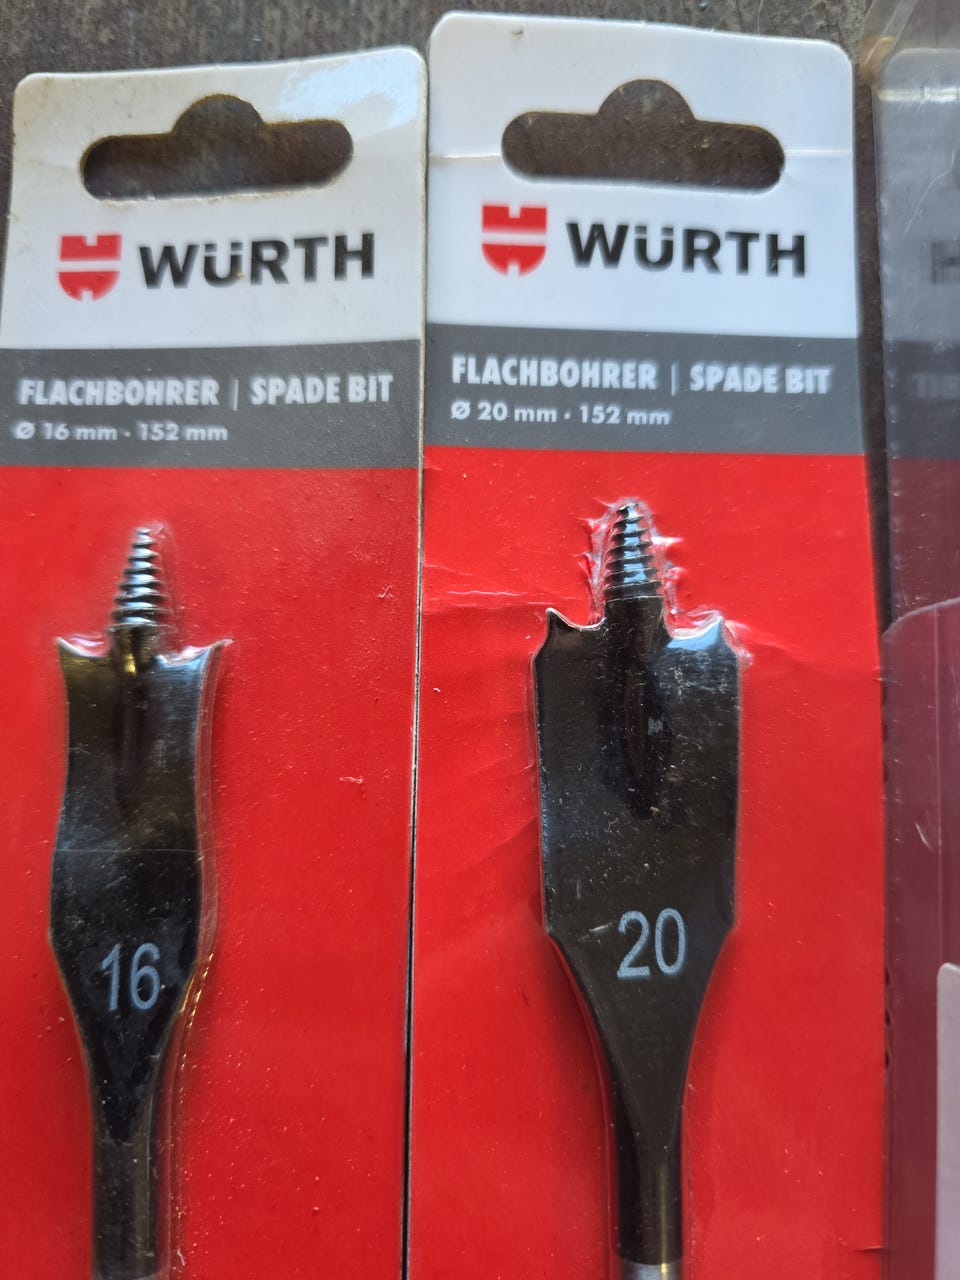 WÜRTH
FLACHBOHRER | SPADE BIT
Ø 16 mm · 152 mm
16
WÜRTH
FLACHBOHRER | SPADE BIT
Ø 20 mm · 152 mm
20